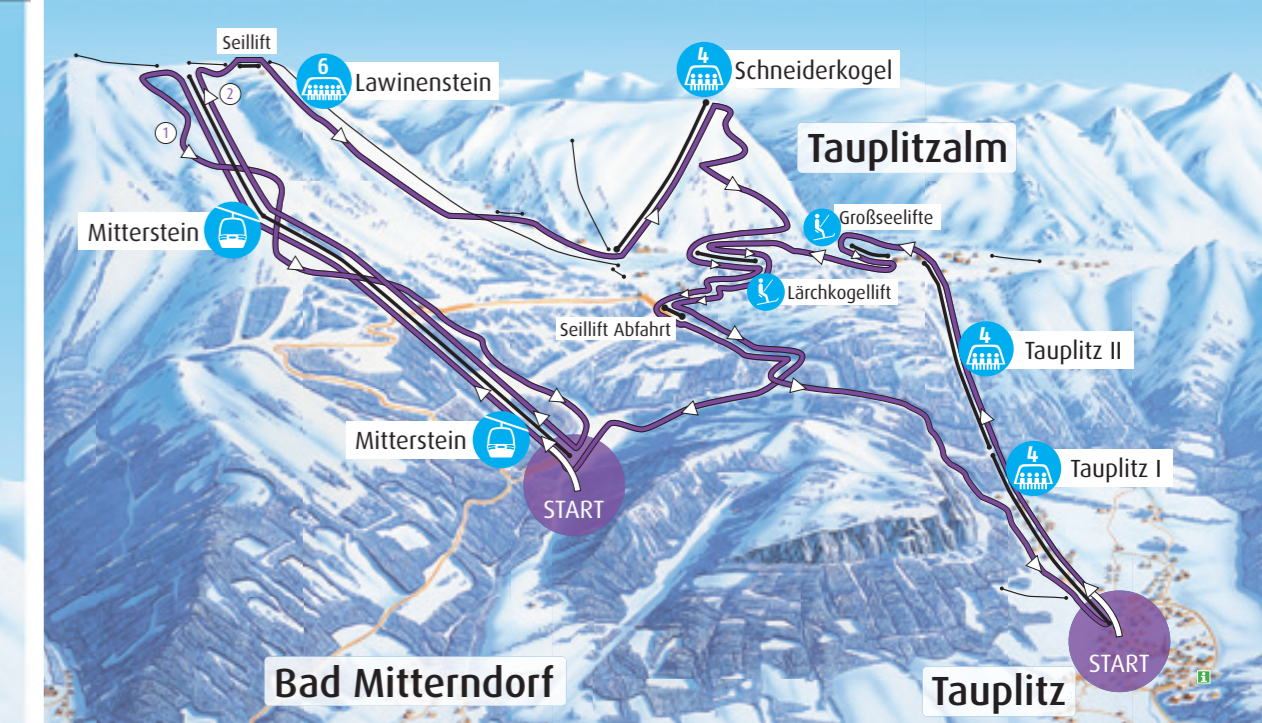 Seillift
6
Lawinenstein
4
Schneiderkogel
2
1
Tauplitzalm
Mitterstein
Großseelifte
Lärchkogellift
Seillift Abfahrt
4
Tauplitz II
Mitterstein
4
Tauplitz I
START
START
Bad Mitterndorf
Tauplitz
i